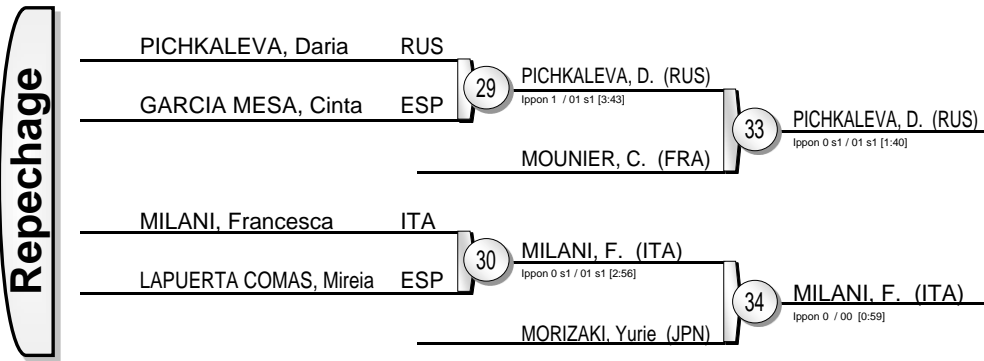 Repechage
PICHKALEVA, Daria RUS
GARCIA MESA, Cinta ESP
29
PICHKALEVA, D. (RUS)
Ippon 1 / 01 s1 [3:43]
MOUNIER, C. (FRA)
33
PICHKALEVA, D. (RUS)
Ippon 0 s1 / 01 s1 [1:40]
MILANI, Francesca ITA
LAPUERTA COMAS, Mireia ESP
30
MILANI, F. (ITA)
Ippon 0 s1 / 01 s1 [2:56]
MORIZAKI, Yurie (JPN)
34
MILANI, F. (ITA)
Ippon 0 / 00 [0:59]